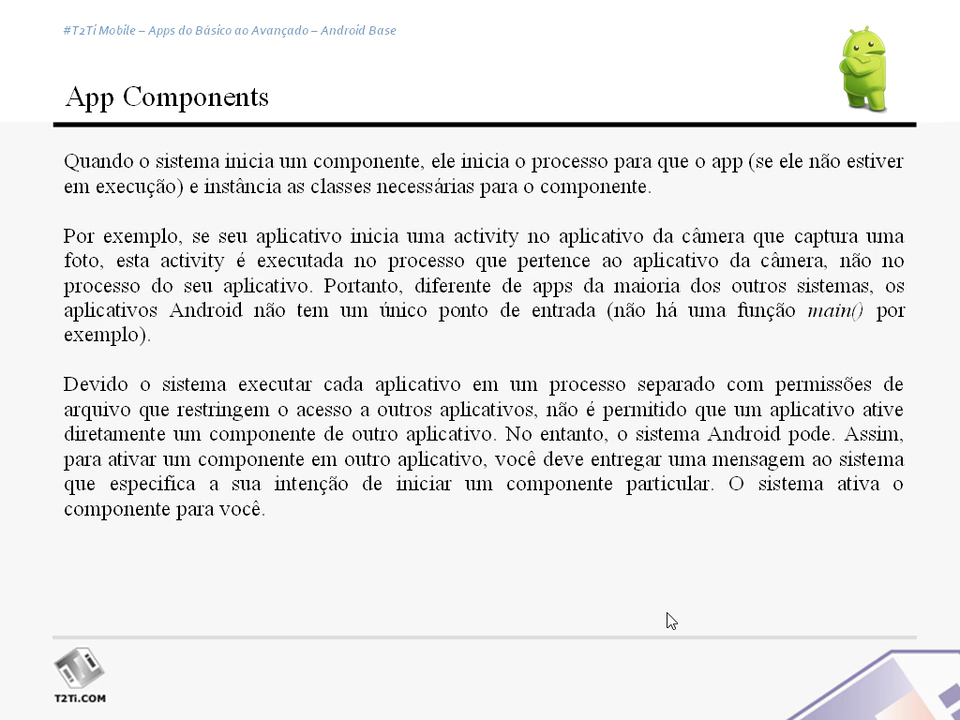 #T2Ti Mobile – Apps do Básico ao Avançado – Android Base
App Components
Quando o sistema inicia um componente, ele inicia o processo para que o app (se ele não estiver
em execução) e instância as classes necessárias para o componente.
Por exemplo, se seu aplicativo inicia uma activity no aplicativo da câmera que captura uma
foto, esta activity é executada no processo que pertence ao aplicativo da câmera, não no
processo do seu aplicativo. Portanto, diferente de apps da maioria dos outros sistemas, os
aplicativos Android não tem um único ponto de entrada (não há uma função main() por
exemplo).
Devido o sistema executar cada aplicativo em um processo separado com permissões de
arquivo que restringem o acesso a outros aplicativos, não é permitido que um aplicativo ative
diretamente um componente de outro aplicativo. No entanto, o sistema Android pode. Assim,
para ativar um componente em outro aplicativo, você deve entregar uma mensagem ao sistema
que especifica a sua intenção de iniciar um componente particular. O sistema ativa o
componente para você.
T2Ti.COM